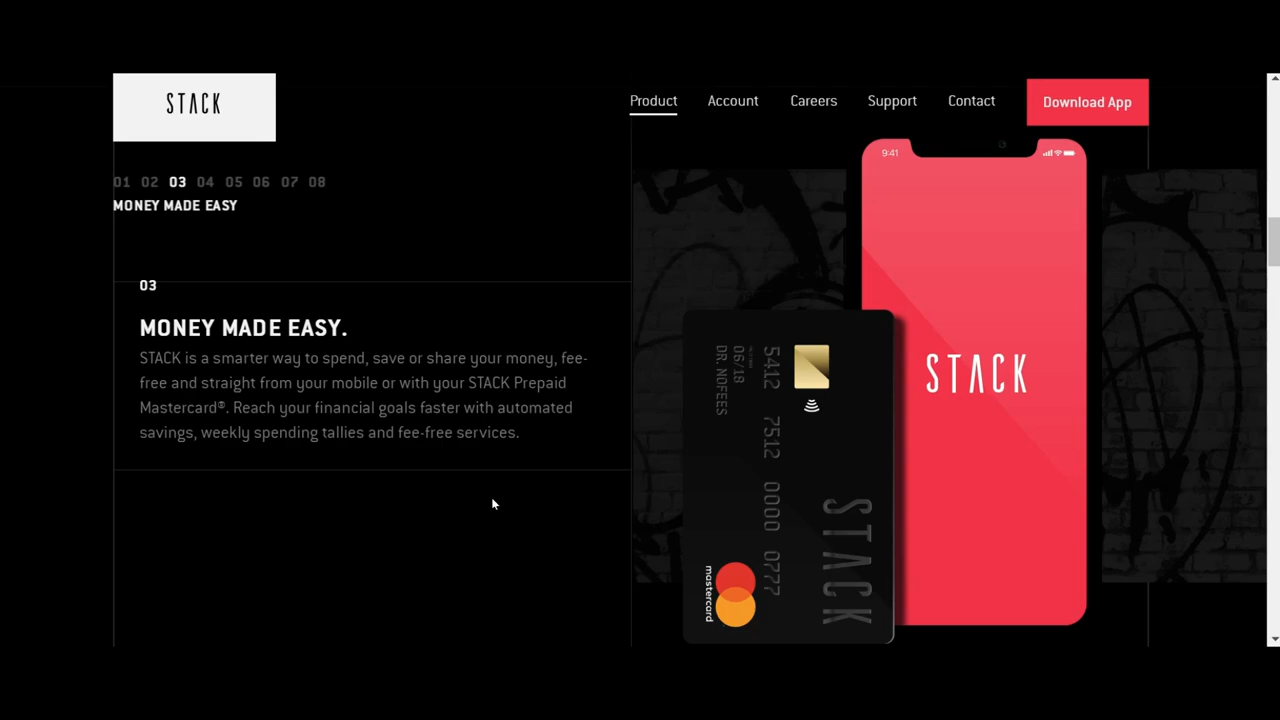 STACK
Product Account Careers Support Contact Download App
9:41
01 02 03 04 05 06 07 08
MONEY MADE EASY
03
MONEY MADE EASY.
STACK is a smarter way to spend, save or share your money, fee-
free and straight from your mobile or with your STACK Prepaid
Mastercard®. Reach your financial goals faster with automated
savings, weekly spending tallies and fee-free services.
STACK
5412 7512 0000 0777
06/18
DR. NOFEES
STACK
mastercard